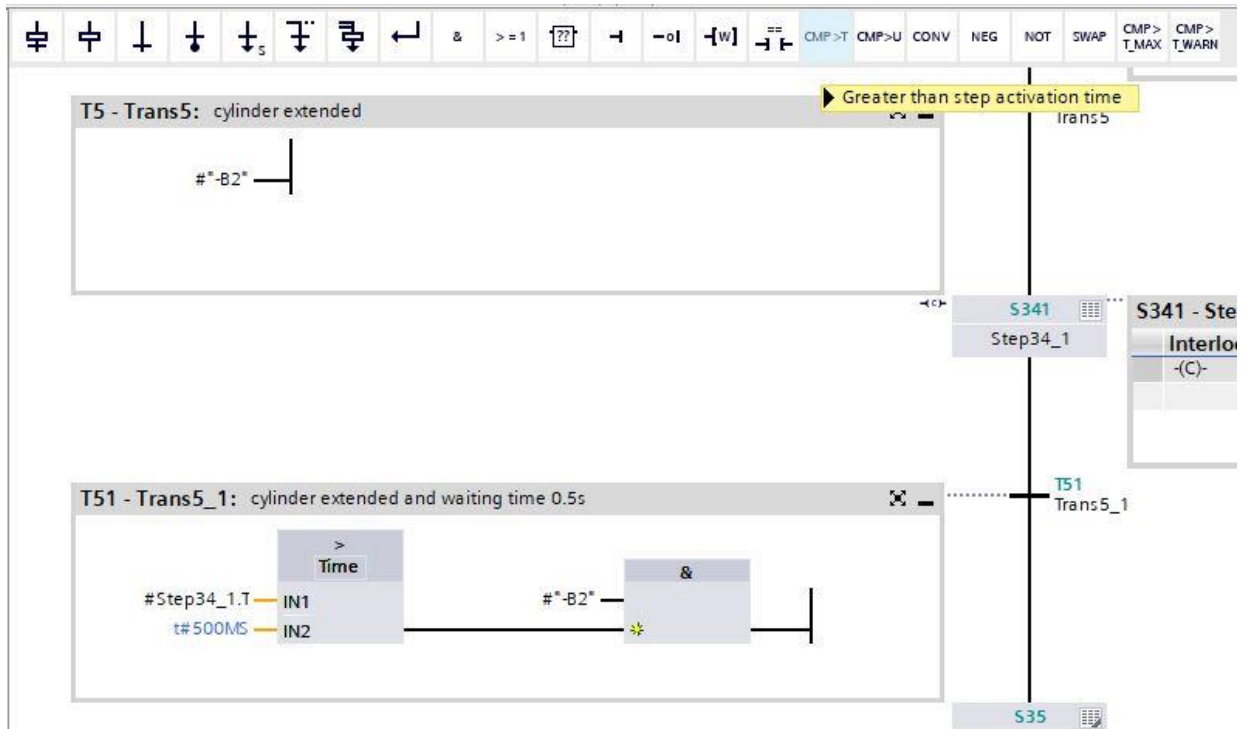 & >=1 ?? W == CMP>T CMP>U CONV NEG NOT SWAP CMP> T_MAX CMP> T_WARN
S
Greater than step activation time
T5 - Trans5: cylinder extended
Trans5
#"-B2"
(c)
S341
Step34_1
S341 - Ste
Interloc
-(C)-
T51 - Trans5_1: cylinder extended and waiting time 0.5s
T51
Trans5_1
>
Time
&
#Step34_1.T IN1
#"-B2"
t#500MS IN2
S35